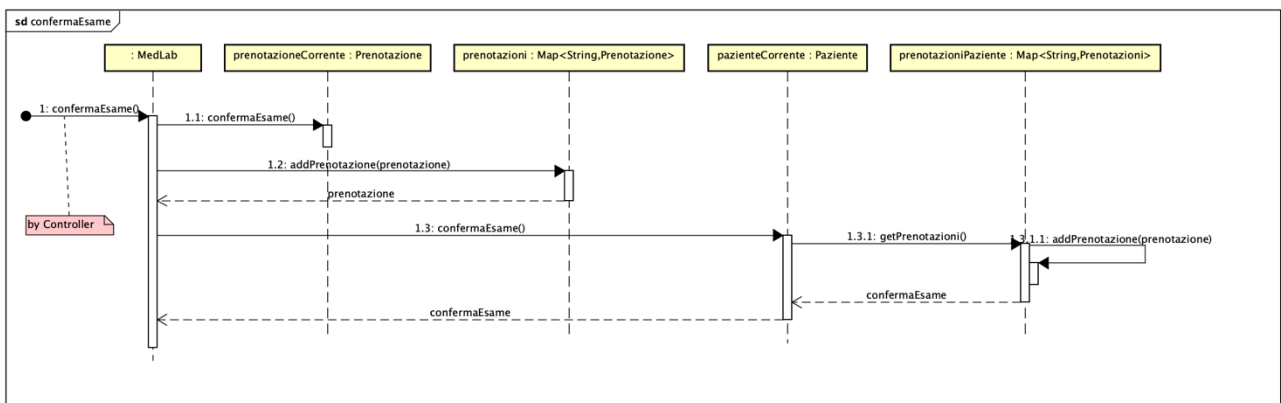 sd confermaEsame
: MedLab
prenotazioneCorrente : Prenotazione
prenotazioni : Map<String,Prenotazione>
pazienteCorrente : Paziente
prenotazioniPaziente : Map<String,Prenotazioni>
1: confermaEsame()
1.1: confermaEsame()
1.2: addPrenotazione(prenotazione)
prenotazione
by Controller
1.3: confermaEsame()
1.3.1: getPrenotazioni()
1.3.1.1: addPrenotazione(prenotazione)
confermaEsame
confermaEsame